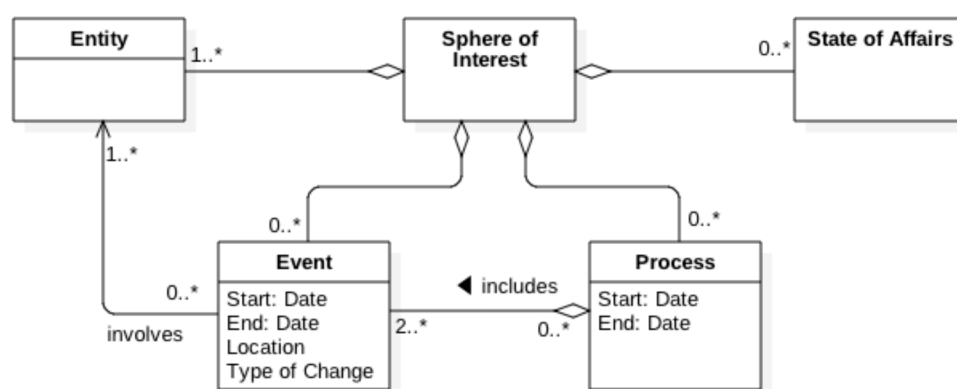 Entity
Sphere of
Interest
State of Affairs
1..*
0..*
1..*
0..*
0..*
Event
Process
Start: Date
End: Date
Location
Type of Change
Start: Date
End: Date
includes
2..*
0..*
0..*
involves